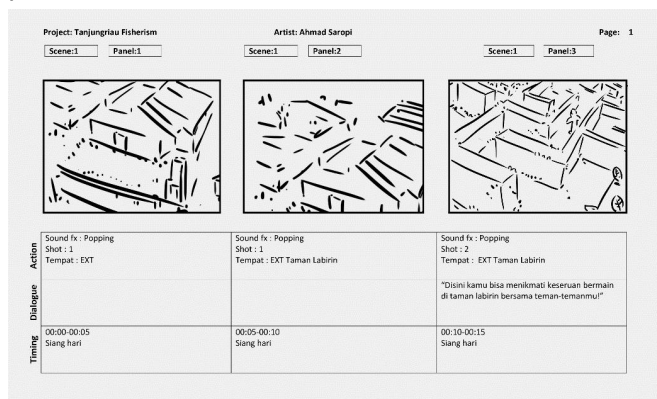 Project: Tanjungriau Fisherism Artist: Ahmad Saropi Page: 1
Scene:1 Panel:1 Scene:1 Panel:2 Scene:1 Panel:3
Action
Sound fx : Popping
Shot : 1
Tempat : EXT
Sound fx : Popping
Shot : 1
Tempat : EXT Taman Labirin
Sound fx : Popping
Shot : 2
Tempat : EXT Taman Labirin
Dialogue
“Disini kamu bisa menikmati keseruan bermain
di taman labirin bersama teman-temanmu!”
Timing
00:00-00:05
Siang hari
00:05-00:10
Siang hari
00:10-00:15
Siang hari